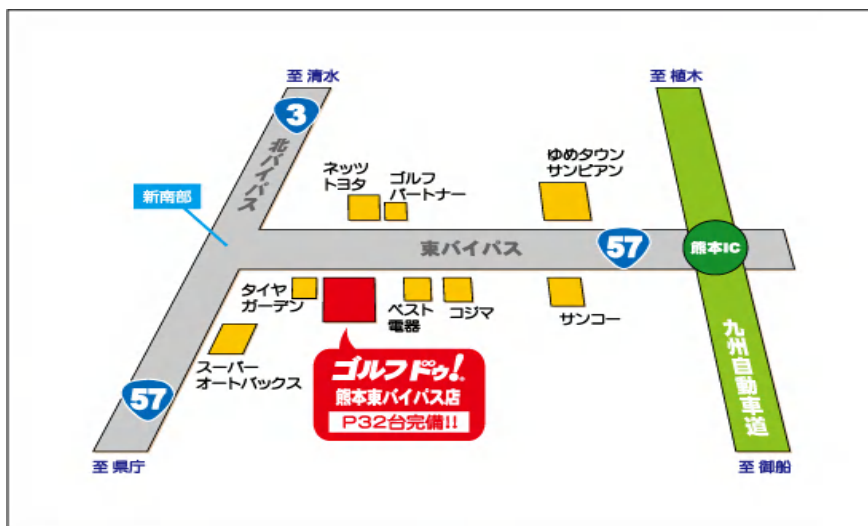 至 清水
至 植木
3
北バイパス
ネッツ
トヨタ
ゴルフ
パートナー
ゆめタウン
サンピアン
新南部
東バイパス
57
熊本IC
タイヤ
ガーデン
ベスト
電器
コジマ
サンコー
スーパー
オートバックス
ゴルフドゥ!
熊本東バイパス店
P32台完備!!
九州自動車道
57
至 県庁
至 御船